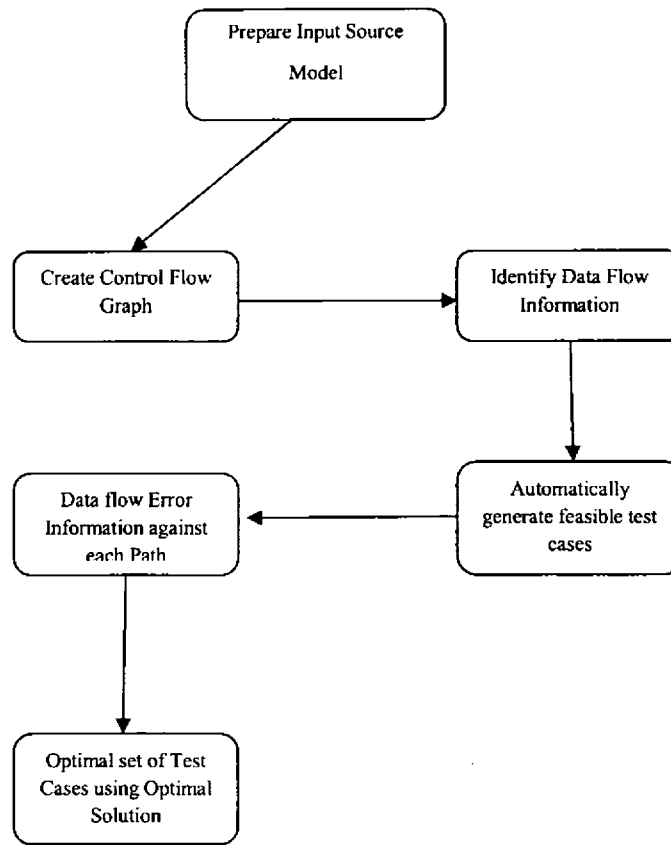 Prepare Input Source
Model
Create Control Flow
Graph
Identify Data Flow
Information
Automatically
generate feasible test
cases
Data flow Error
Information against
each Path
Optimal set of Test
Cases using Optimal
Solution